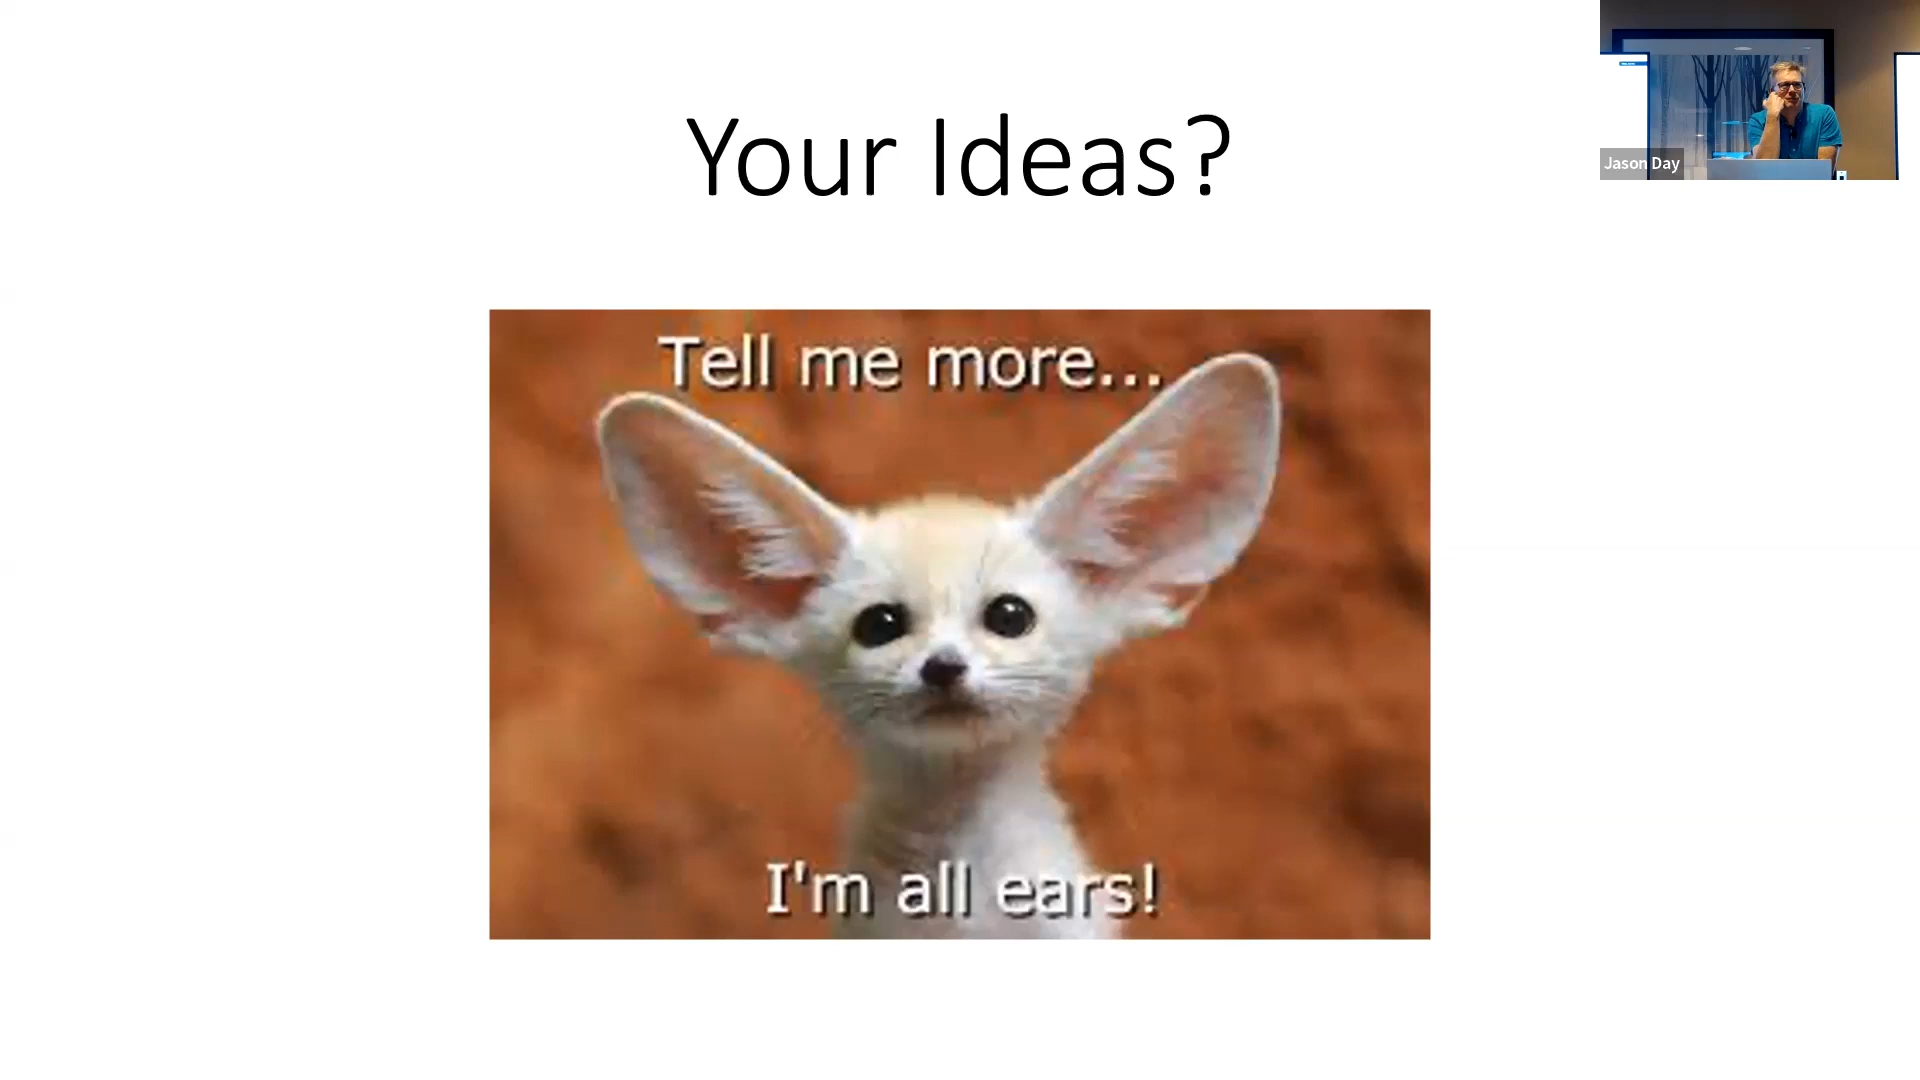 Your Ideas?
Jason Day
Tell me more...
I'm all ears!